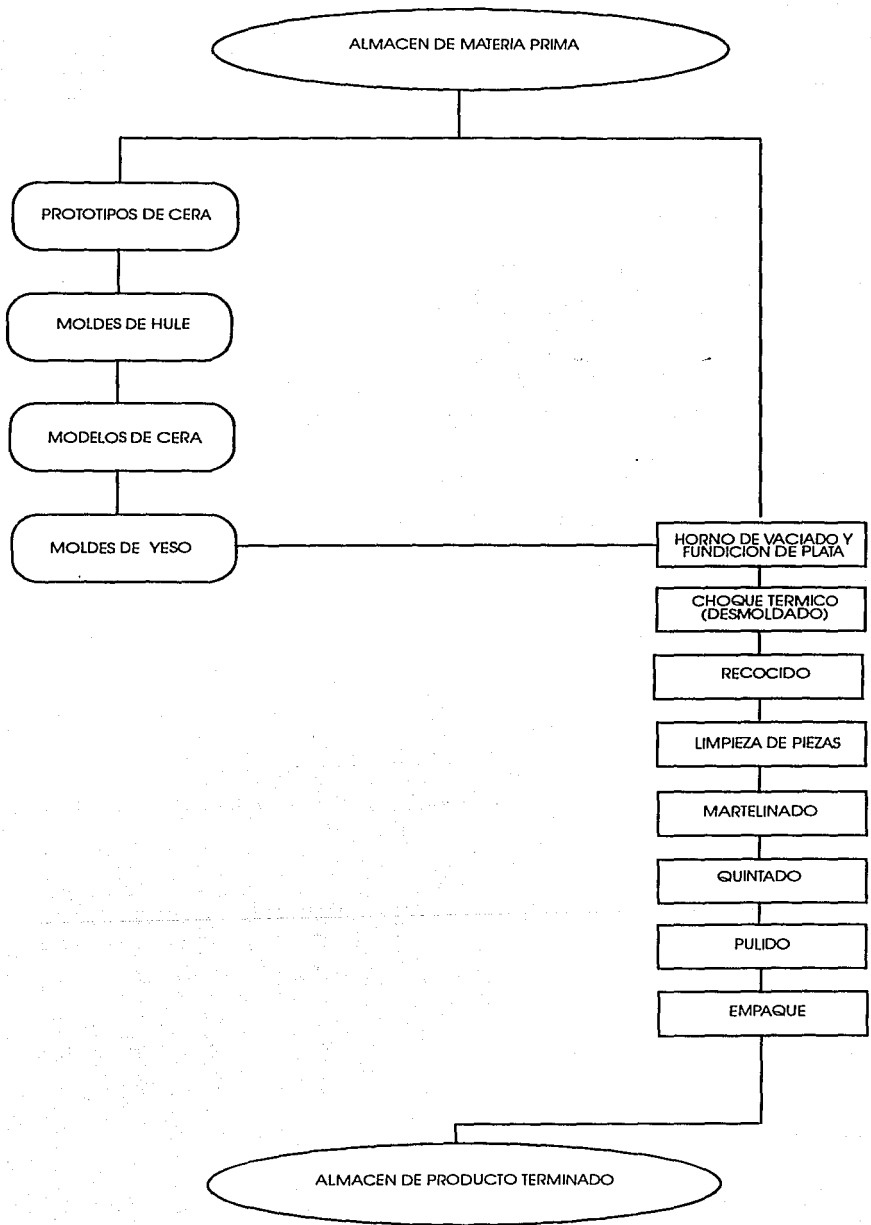 ALMACEN DE MATERIA PRIMA
PROTOTIPOS DE CERA
MOLDES DE HULE
MODELOS DE CERA
MOLDES DE YESO
HORNO DE VACIADO Y
FUNDICION DE PLATA
CHOQUE TERMICO
(DESMOLDADO)
RECOCIDO
LIMPIEZA DE PIEZAS
MARTELINADO
QUINTADO
PULIDO
EMPAQUE
ALMACEN DE PRODUCTO TERMINADO